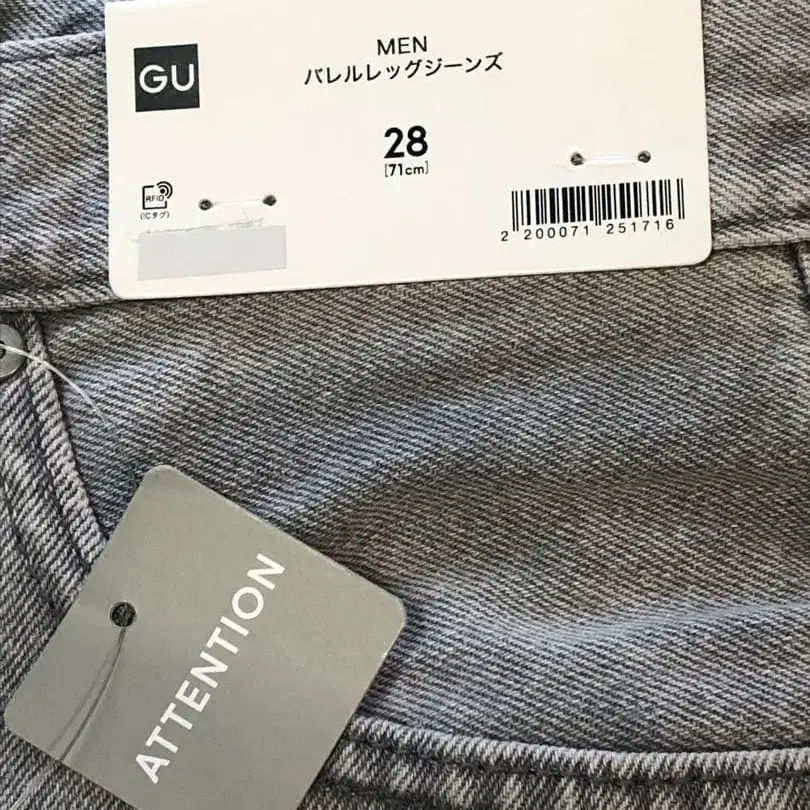 GU
MEN
バレルレッグジーンズ
28
[71cm]
RFID
(ICタグ)
2 200071 251716
ATTENTION